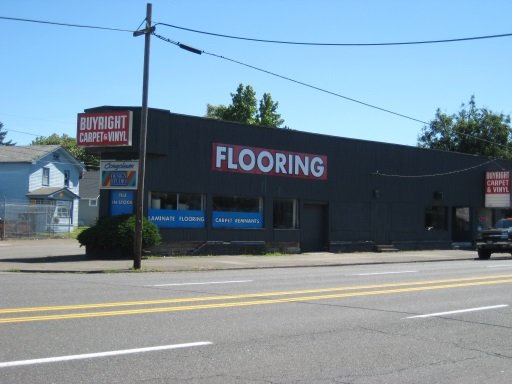 BUYRIGHT
CARPET & VINYL
FLOORING
BUYRIGHT
CARPET
& VINYL
TILE
IN STOCK
LAMINATE FLOORING
CARPET REMNANTS